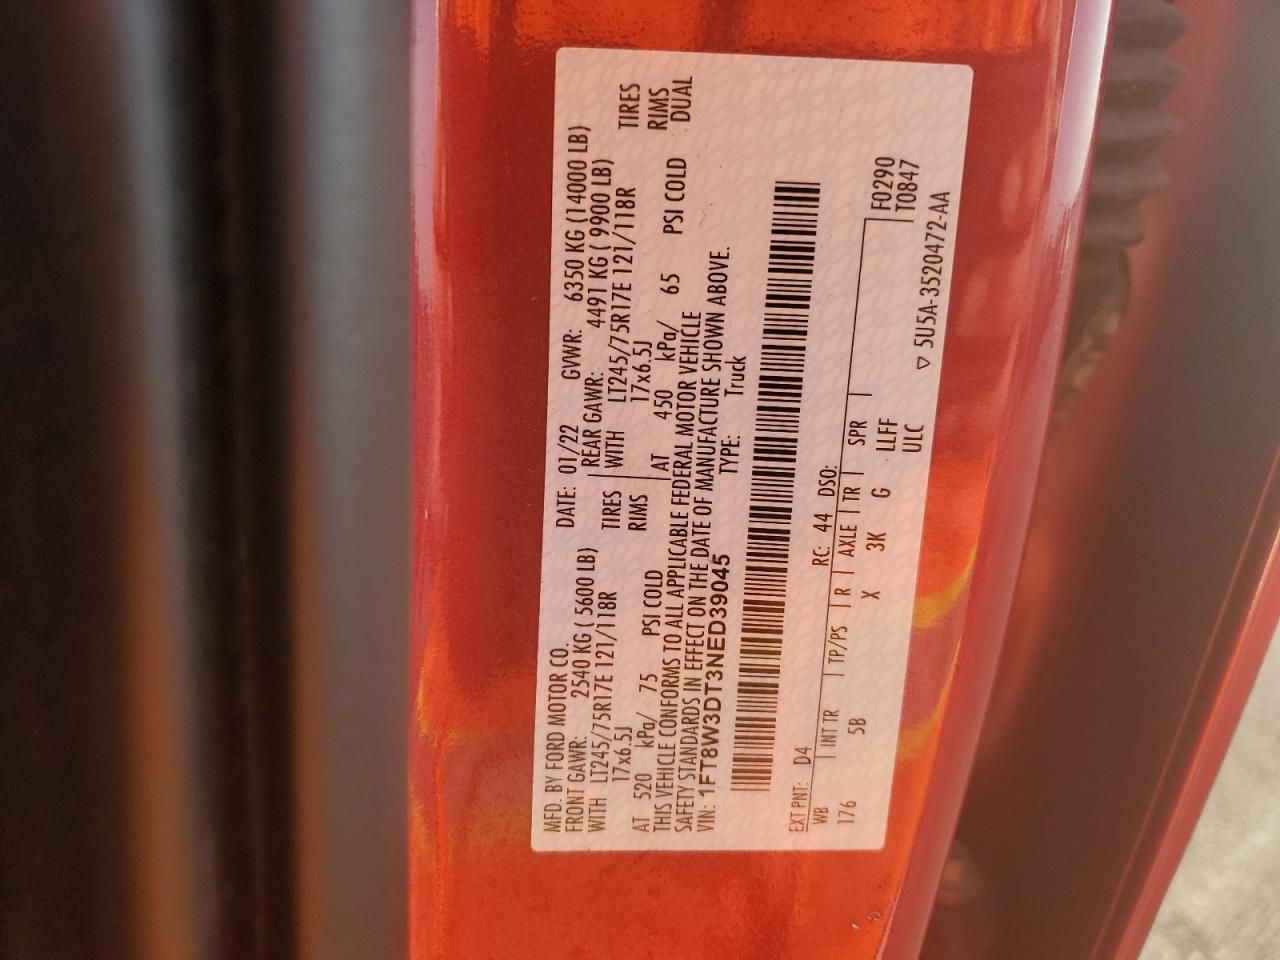 MFD. BY FORD MOTOR CO. DATE: 01/22 GVWR: 6350 KG (14000 LB)
FRONT GAWR: 2540 KG ( 5600 LB) REAR GAWR: 4491 KG ( 9900 LB)
WITH LT245/75R17E 121/118R TIRES WITH LT245/75R17E 121/118R TIRES
17x6.5J RIMS 17x6.5J RIMS
AT 520 kPa/ 75 PSI COLD AT 450 kPa/ 65 PSI COLD DUAL
THIS VEHICLE CONFORMS TO ALL APPLICABLE FEDERAL MOTOR VEHICLE
SAFETY STANDARDS IN EFFECT ON THE DATE OF MANUFACTURE SHOWN ABOVE.
VIN: 1FT8W3DT3NED39045 TYPE: Truck
EXT PNT: D4 RC: 44 DSO:
WB INT TR TP/PS R AXLE TR SPR F0290
176 5B X 3K G LLFF T0847
ULC
▽ 5U5A-3520472-AA